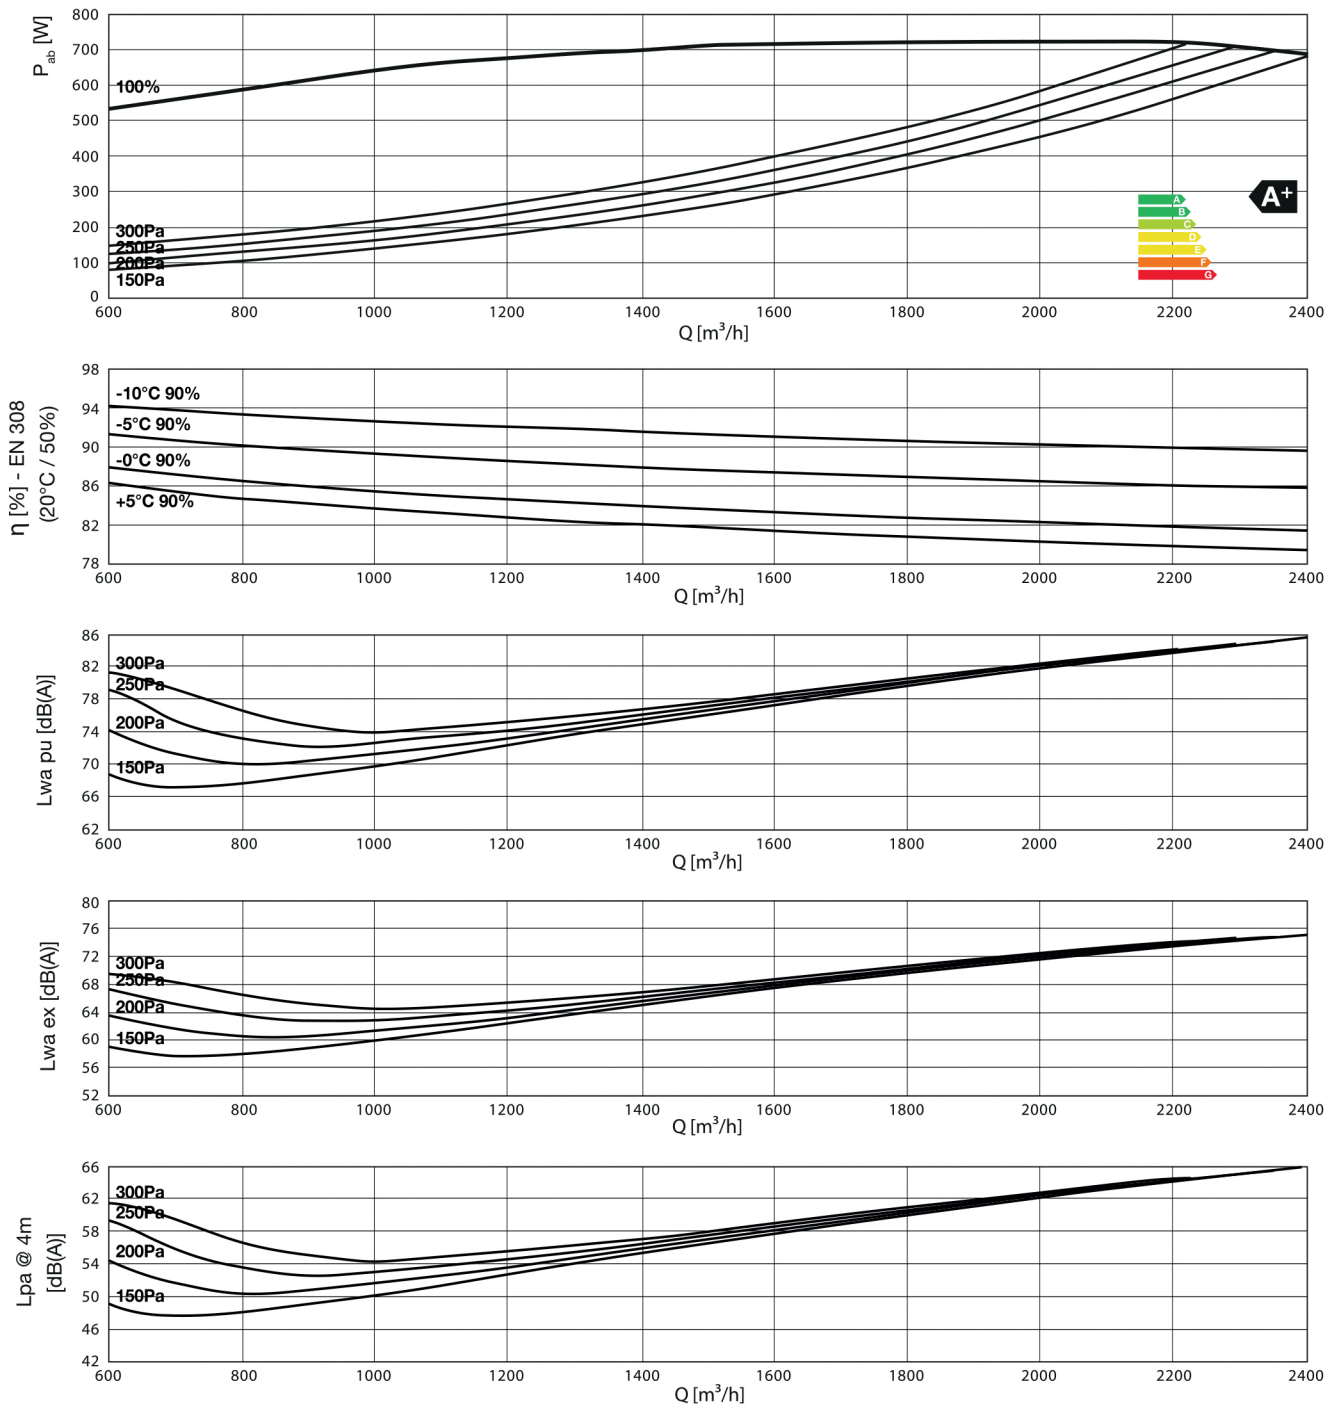 800
700
600
500
400
300
200
100
0
P ab [W]
100%
300Pa
250Pa
200Pa
150Pa
A+
A
B
C
D
E
F
G
600 800 1000 1200 1400 1600 1800 2000 2200 2400
Q [m³/h]
98
94
90
86
82
78
η [%] - EN 308
(20°C / 50%)
-10°C 90%
-5°C 90%
-0°C 90%
+5°C 90%
600 800 1000 1200 1400 1600 1800 2000 2200 2400
Q [m³/h]
86
82
78
74
70
66
62
Lwa pu [dB(A)]
300Pa
250Pa
200Pa
150Pa
600 800 1000 1200 1400 1600 1800 2000 2200 2400
Q [m³/h]
80
76
72
68
64
60
56
52
Lwa ex [dB(A)]
300Pa
250Pa
200Pa
150Pa
600 800 1000 1200 1400 1600 1800 2000 2200 2400
Q [m³/h]
66
62
58
54
50
46
42
Lpa @ 4m
[dB(A)]
300Pa
250Pa
200Pa
150Pa
600 800 1000 1200 1400 1600 1800 2000 2200 2400
Q [m³/h]